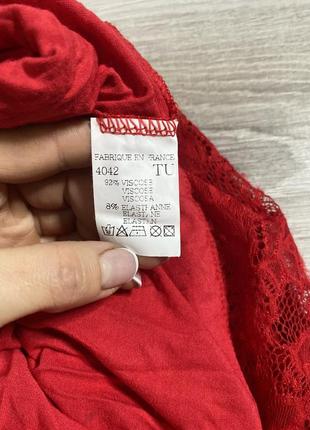 FABRIQUE EN FRANCE
4042 TU
92% VISCOSE
VISCOSE
VISCOSA
8% ELASTHANNE
ELASTANE
ELASTAN